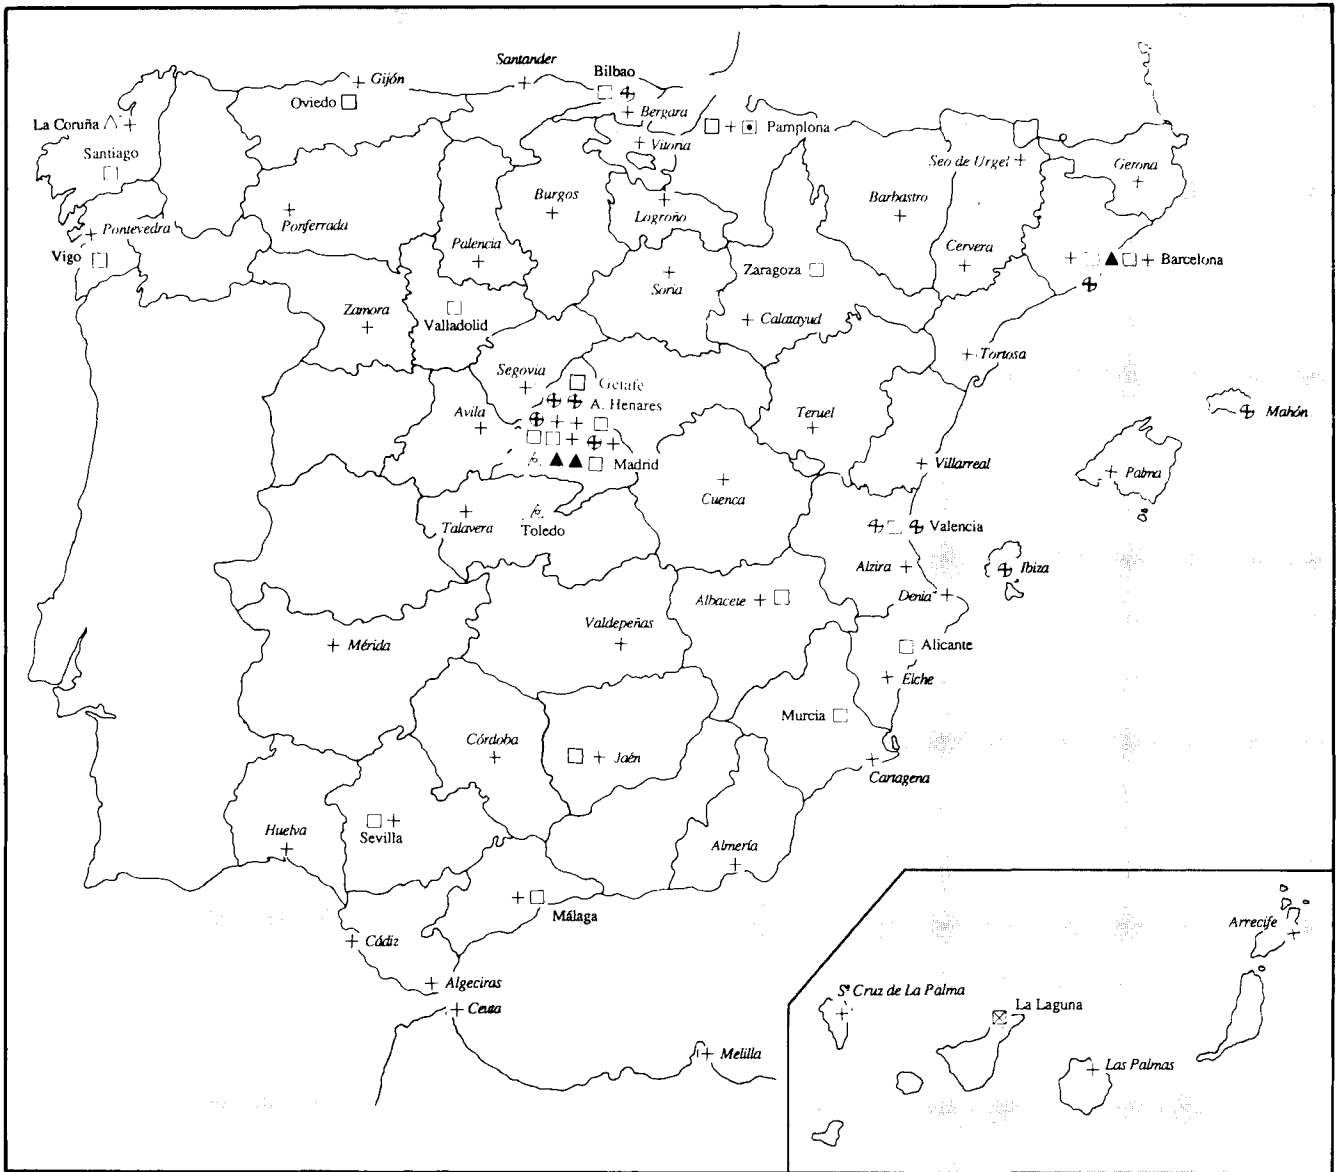 Santander
Gijón
Bilbao
Oviedo
Bergara
La Coruña
Pamplona
Vitoria
Santiago
Seo de Urgel
Gerona
Burgos
Barbastro
Logroño
Ponferrada
Pontevedra
Palencia
Cervera
Vigo
Barcelona
Zaragoza
Soria
Zamora
Calatayud
Valladolid
Tortosa
Segovia
Getafe
A. Henares
Avila
Teruel
Mahón
Madrid
Villarreal
Palma
Cuenca
Talavera
Toledo
Valencia
Alzira
Ibiza
Denia
Albacete
Valdepeñas
Mérida
Alicante
Elche
Murcia
Córdoba
Jaén
Cartagena
Huelva
Sevilla
Almería
Málaga
Arrecife
Cádiz
Algeciras
Sª Cruz de La Palma
La Laguna
Ceuta
Melilla
Las Palmas